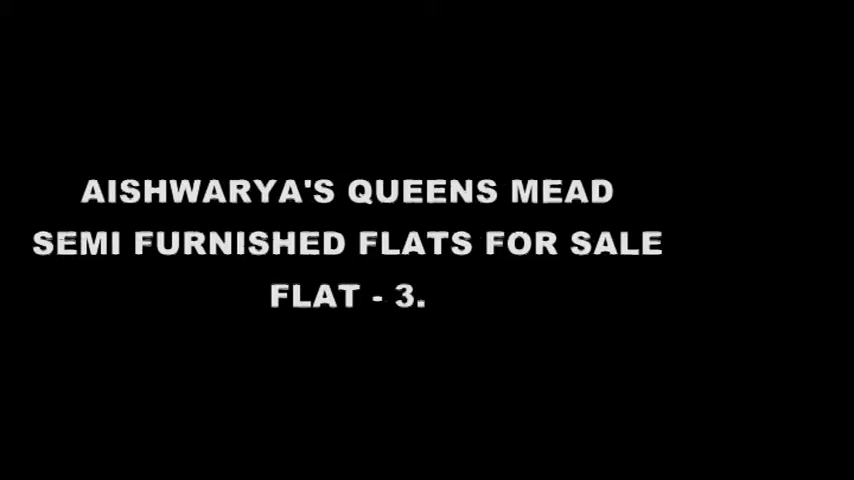 AISHWARYA'S QUEENS MEAD
SEMI FURNISHED FLATS FOR SALE
FLAT - 3.